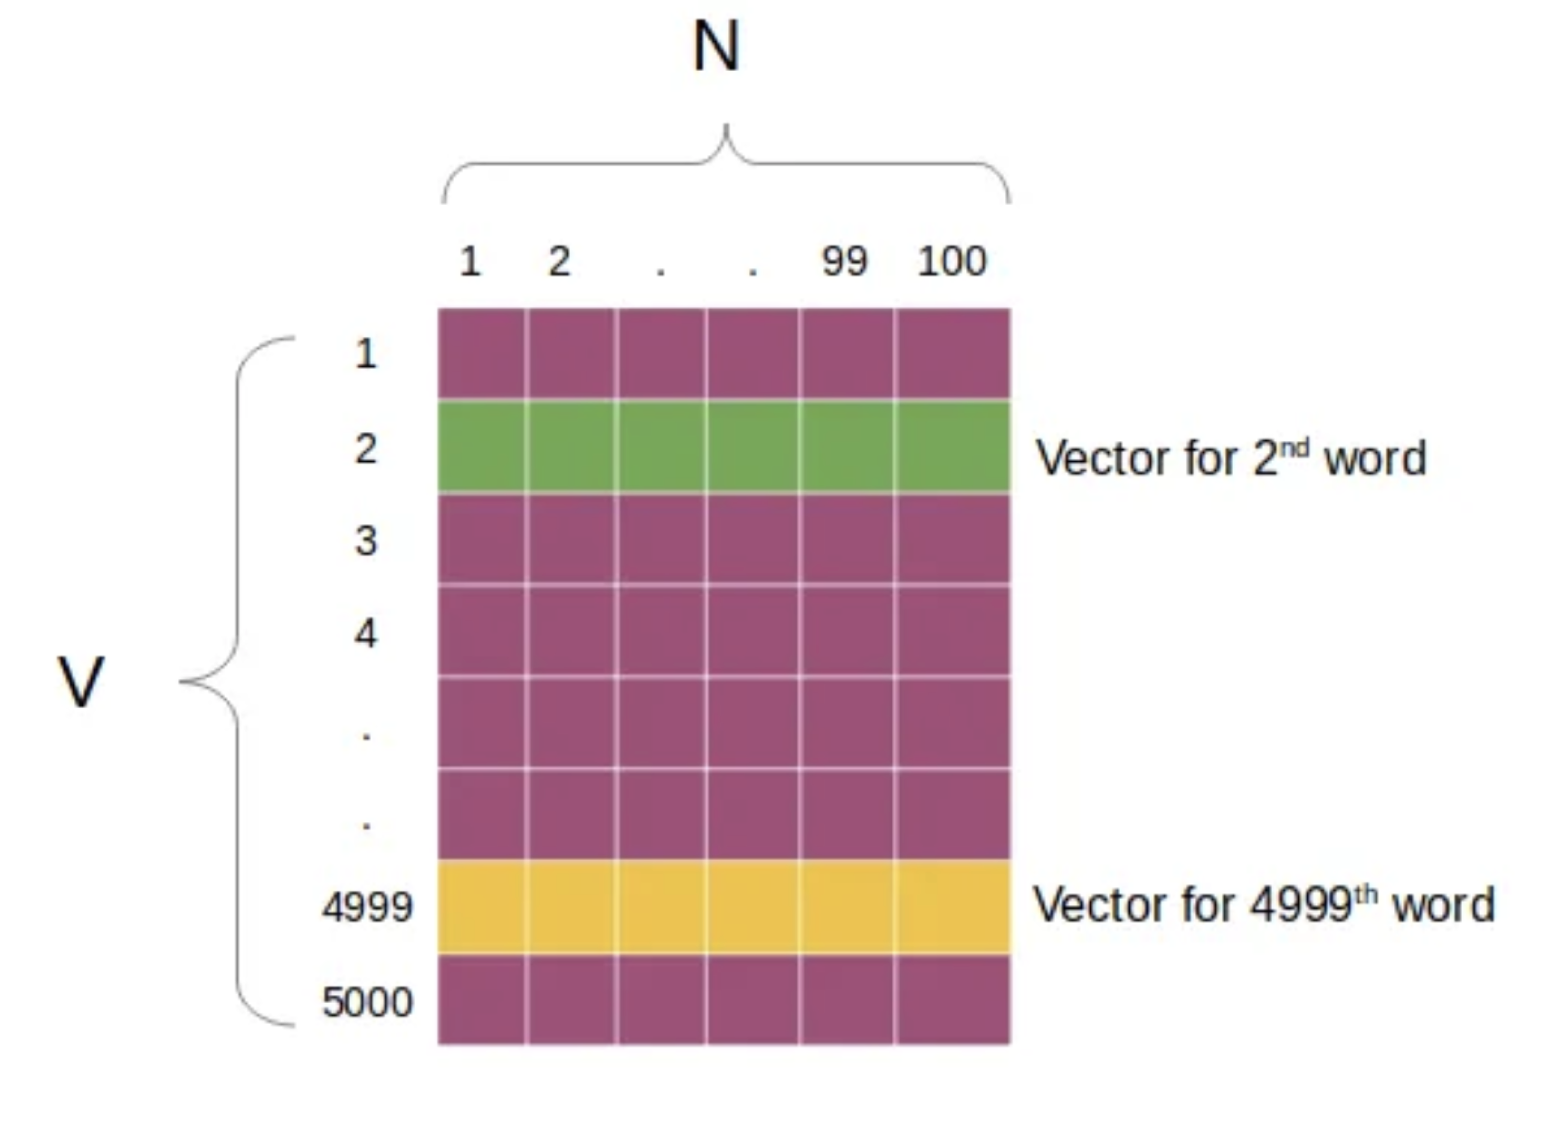 N
1 2 . . 99 100
1
2 Vector for 2nd word
3
4
V
.
.
4999 Vector for 4999th word
5000